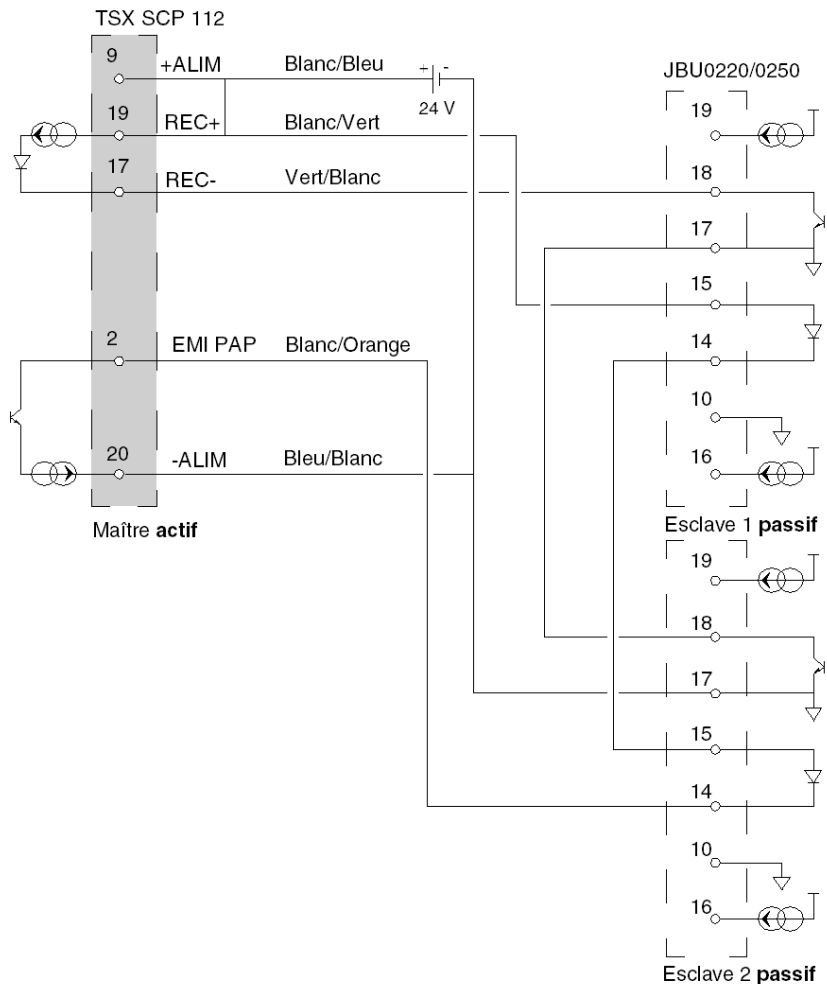 TSX SCP 112
9 +ALIM Blanc/Bleu + - 24 V
19 REC+ Blanc/Vert
17 REC- Vert/Blanc
2 EMI PAP Blanc/Orange
20 -ALIM Bleu/Blanc
Maître actif
JBU0220/0250
19
18
17
15
14
10
16
Esclave 1 passif
19
18
17
15
14
10
16
Esclave 2 passif